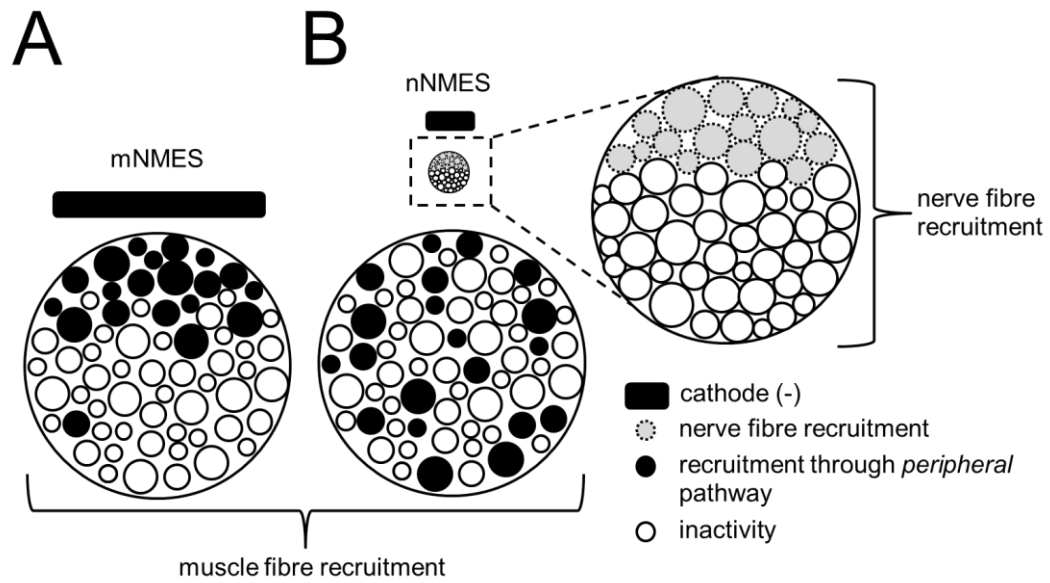 A
B
nNMES
mNMES
nerve fibre
recruitment
cathode (-)
nerve fibre recruitment
recruitment through peripheral
pathway
inactivity
muscle fibre recruitment